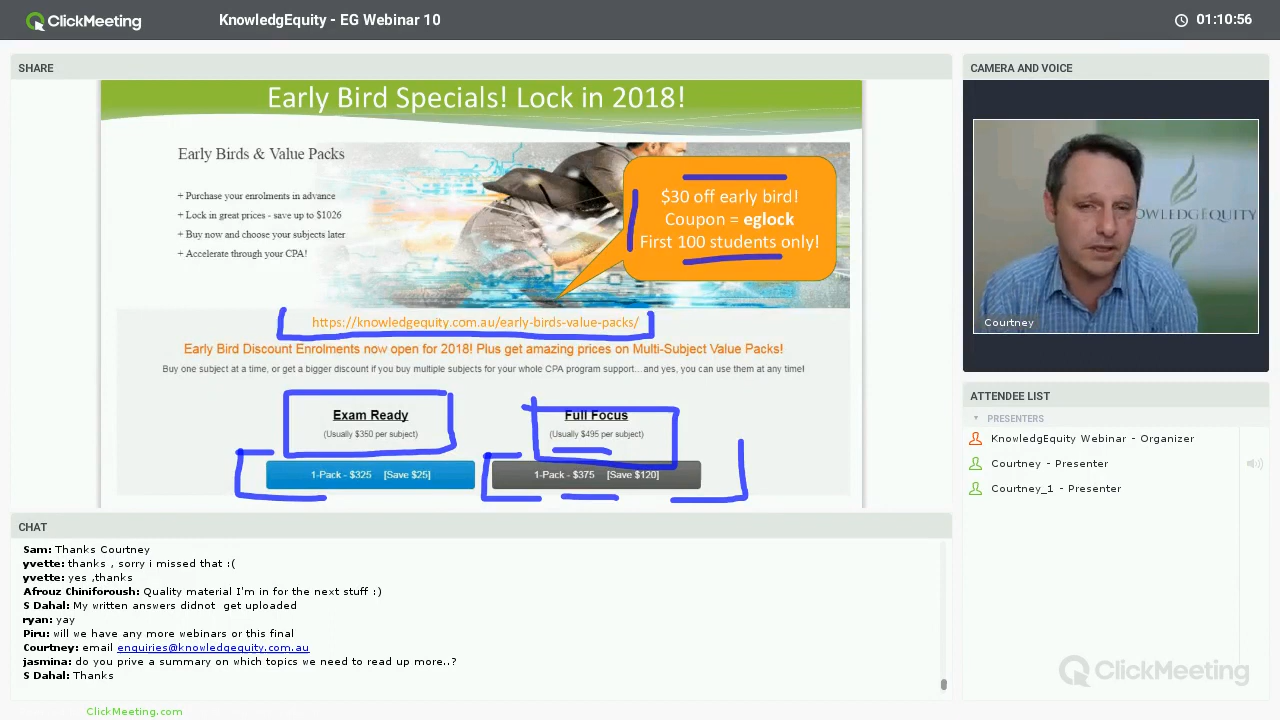 ClickMeeting
KnowledgEquity - EG Webinar 10
01:10:56
SHARE
Early Bird Specials! Lock in 2018!
Early Birds & Value Packs
+ Purchase your enrolments in advance
+ Lock in great prices - save up to $1026
+ Buy now and choose your subjects later
+ Accelerate through your CPA!
$30 off early bird!
Coupon = eglock
First 100 students only!
https://knowledgequity.com.au/early-birds-value-packs/
Early Bird Discount Enrolments now open for 2018! Plus get amazing prices on Multi-Subject Value Packs!
Buy one subject at a time, or get a bigger discount if you buy multiple subjects for your whole CPA program support... and yes, you can use them at any time!
Exam Ready
(Usually $350 per subject)
1-Pack - $325 [Save $25]
Full Focus
(Usually $495 per subject)
1-Pack - $375 [Save $120]
CAMERA AND VOICE
OWLEDGEQUITY
Courtney
ATTENDEE LIST
PRESENTERS
KnowledgEquity Webinar - Organizer
Courtney - Presenter
Courtney_1 - Presenter
CHAT
Sam: Thanks Courtney
yvette: thanks , sorry i missed that :(
yvette: yes ,thanks
Afrouz Chiniforoush: Quality material I'm in for the next stuff :)
S Dahal: My written answers didnot get uploaded
ryan: yay
Piru: will we have any more webinars or this final
Courtney: email enquiries@knowledgequity.com.au
jasmina: do you prive a summary on which topics we need to read up more..?
S Dahal: Thanks
ClickMeeting
ClickMeeting.com